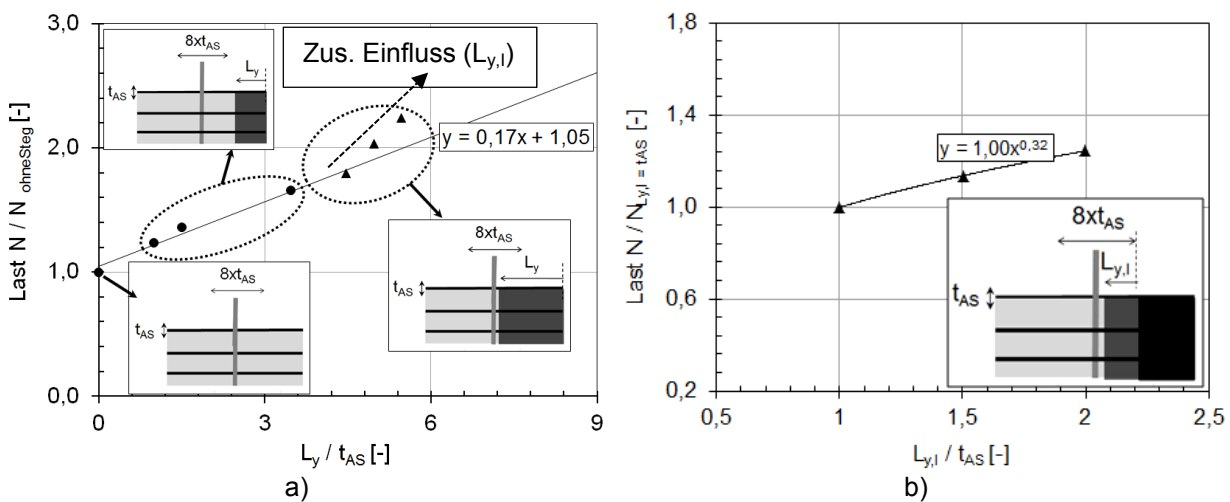 3,0
2,0
1,0
0,0
Last N / N ohneSteg [-]
8xtAS
Ly
tAS
Zus. Einfluss (Ly,I)
y = 0,17x + 1,05
8xtAS
Ly
tAS
8xtAS
tAS
0
3
6
9
Ly / tAS [-]
a)
1,8
1,4
1,0
0,6
0,2
Last N / NLy,I = tAS [-]
y = 1,00x0,32
8xtAS
Ly,I
tAS
0,5
1
1,5
2
2,5
Ly,I / tAS [-]
b)